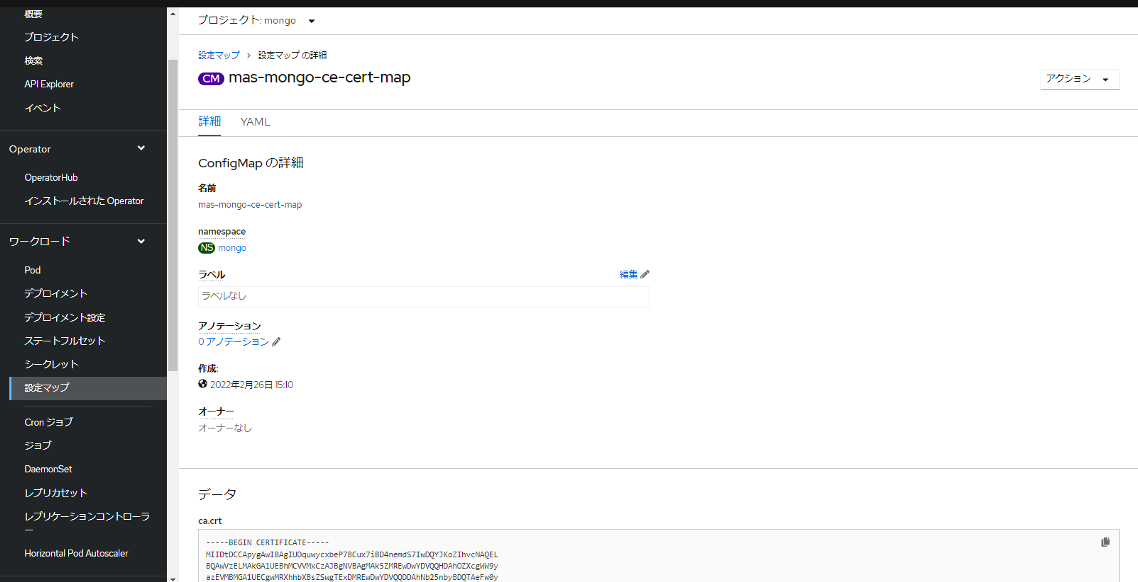 概要
プロジェクト
検索
API Explorer
イベント
Operator
OperatorHub
インストールされた Operator
ワークロード
Pod
デプロイメント
デプロイメント設定
ステートフルセット
シークレット
設定マップ
Cron ジョブ
ジョブ
DaemonSet
レプリカセット
レプリケーションコントローラ
ー
Horizontal Pod Autoscaler
プロジェクト: mongo
設定マップ > 設定マップ の詳細
CM mas-mongo-ce-cert-map
アクション
詳細 YAML
ConfigMap の詳細
名前
mas-mongo-ce-cert-map
namespace
NS mongo
ラベル 編集
ラベルなし
アノテーション
0 アノテーション
作成:
2022年2月26日 15:10
オーナー
オーナーなし
データ
ca.crt
-----BEGIN CERTIFICATE-----